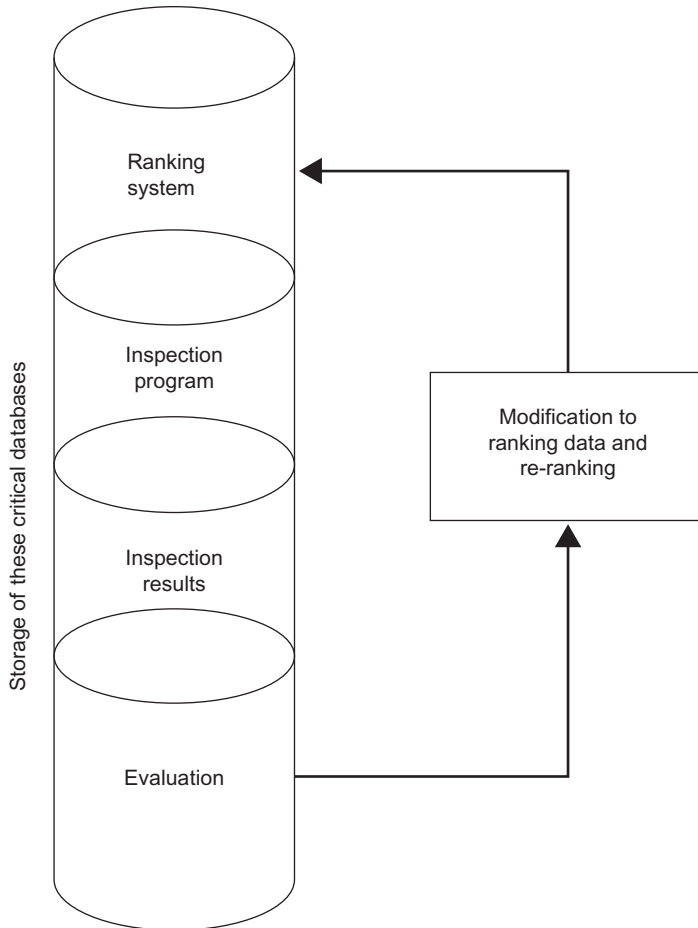 Ranking
system
Inspection
program
Inspection
results
Evaluation
Modification to
ranking data and
re-ranking
Storage of these critical databases